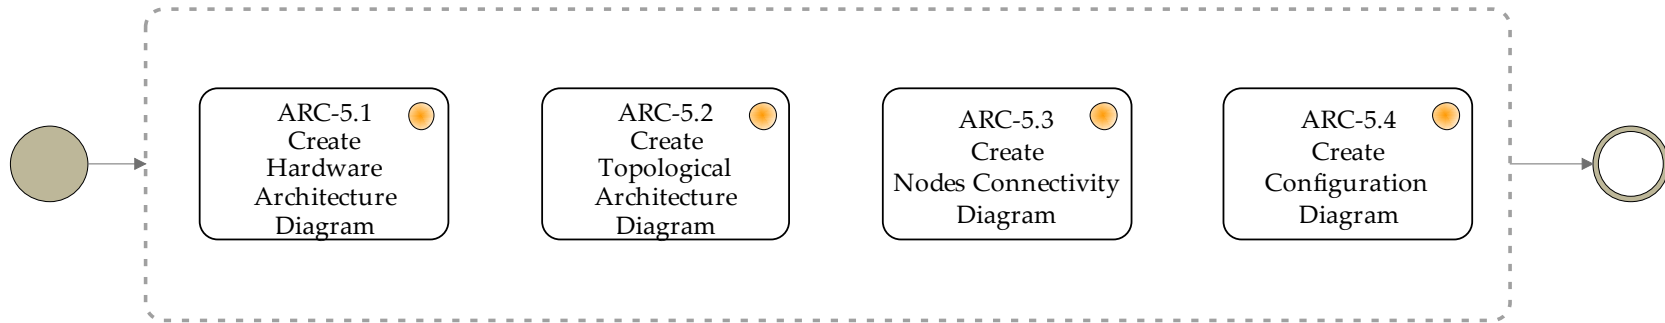 ARC-5.1
Create
Hardware
Architecture
Diagram
ARC-5.2
Create
Topological
Architecture
Diagram
ARC-5.3
Create
Nodes Connectivity
Diagram
ARC-5.4
Create
Configuration
Diagram